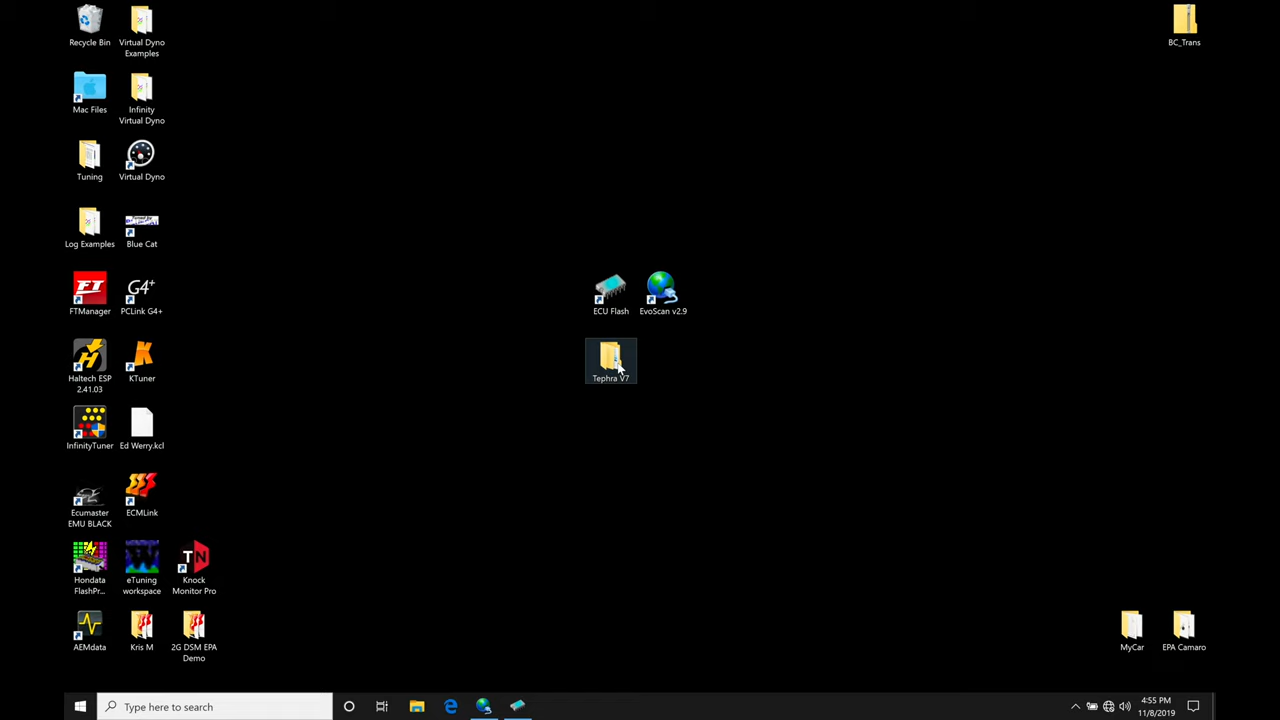 Recycle Bin
Virtual Dyno
Examples
BC_Trans
Mac Files
Infinity
Virtual Dyno
Tuning
Virtual Dyno
Log Examples
Blue Cat
FT
FTManager
G4+
PCLink G4+
ECU Flash
EvoScan v2.9
Tephra V7
Haltech ESP
2.41.03
KTuner
InfinityTuner
Ed Werry.kcl
Ecumaster
EMU BLACK
ECMLink
Hondata
FlashPr...
eTuning
workspace
TN
Knock
Monitor Pro
AEMdata
Kris M
2G DSM EPA
Demo
MyCar
EPA Camaro
Type here to search
4:55 PM
11/8/2019